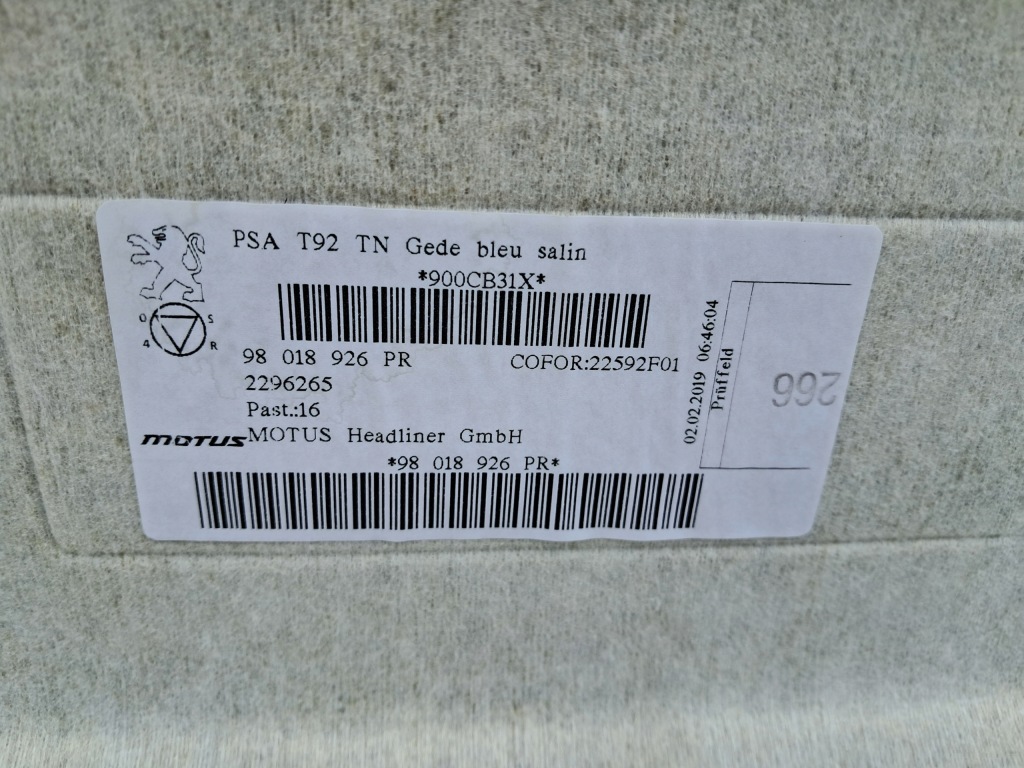 PSA T92 TN Gede bleu salin
*900CB31X*
O S
4 R
98 018 926 PR COFOR:22592F01
2296265
Past.:16
MOTUS MOTUS Headliner GmbH
*98 018 926 PR*
02.02.2019 06:46:04
Prüffeld
266